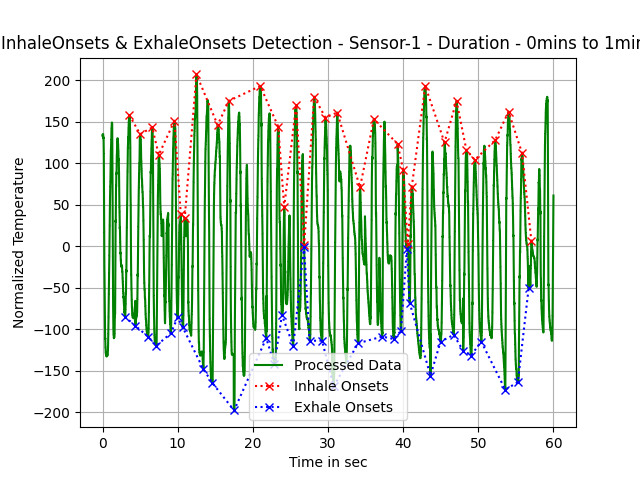 InhaleOnsets & ExhaleOnsets Detection - Sensor-1 - Duration - 0mins to 1min
Normalized Temperature
200
150
100
50
0
−50
−100
−150
−200
Processed Data
Inhale Onsets
Exhale Onsets
0 10 20 30 40 50 60
Time in sec